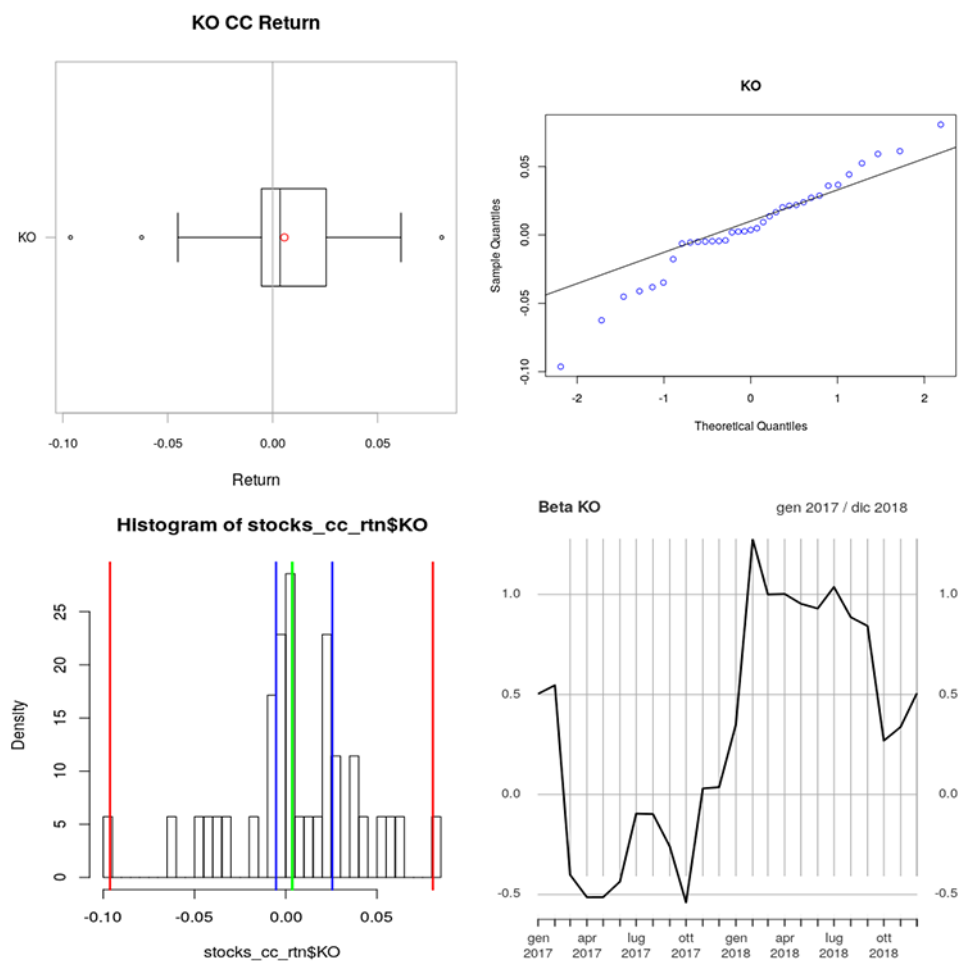 KO CC Return
KO
-0.10 -0.05 0.00 0.05
Return
KO
Sample Quantiles
0.05
0.00
-0.05
-0.10
-2 -1 0 1 2
Theoretical Quantiles
Histogram of stocks_cc_rtn$KO
Density
25
20
15
10
5
0
-0.10 -0.05 0.00 0.05
stocks_cc_rtn$KO
Beta KO gen 2017 / dic 2018
1.0 1.0
0.5 0.5
0.0 0.0
-0.5 -0.5
gen apr lug ott gen apr lug ott
2017 2017 2017 2017 2018 2018 2018 2018